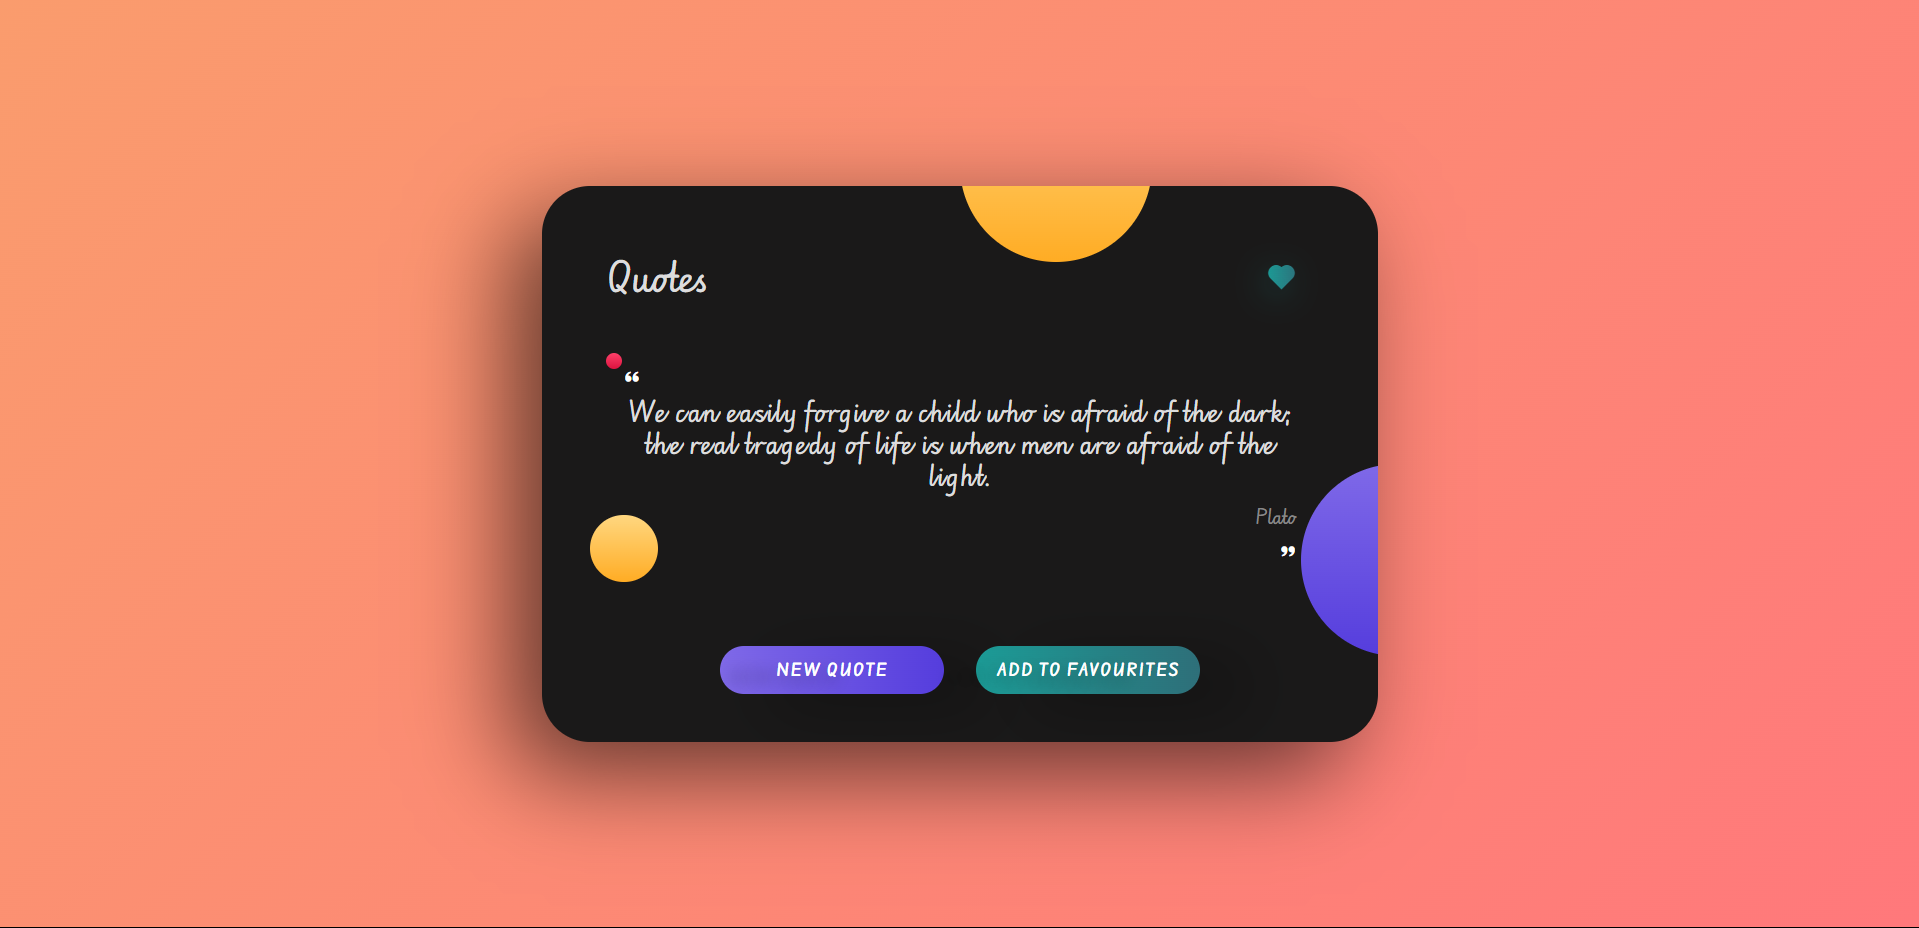 Quotes
“
We can easily forgive a child who is afraid of the dark;
the real tragedy of life is when men are afraid of the
light.
Plato
”
NEW QUOTE
ADD TO FAVOURITES